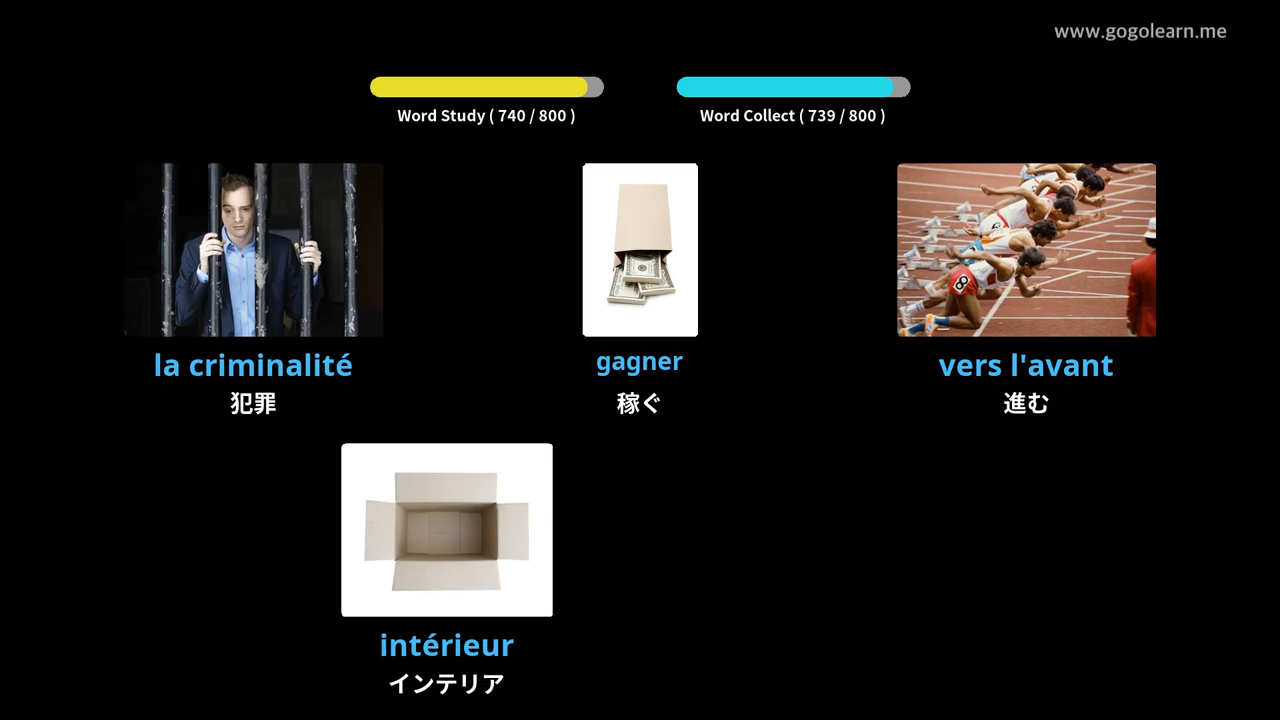 www.gogolearn.me
Word Study ( 740 / 800 )
Word Collect ( 739 / 800 )
la criminalité
犯罪
gagner
稼ぐ
vers l'avant
進む
intérieur
インテリア